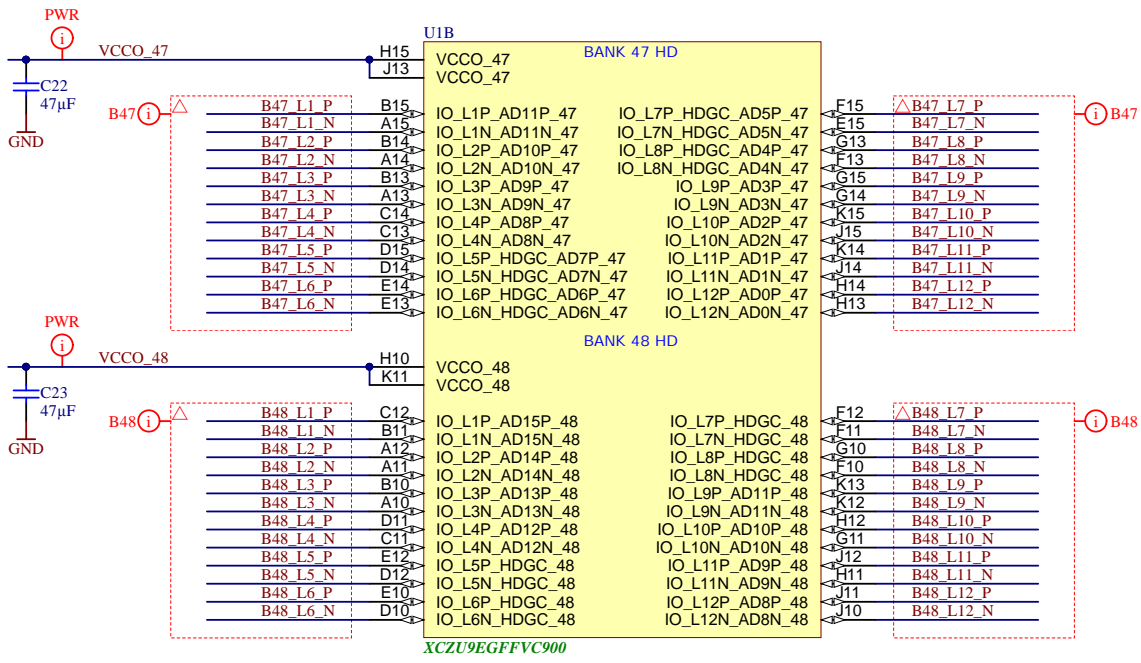 PWR
i
VCCO_47
C22
47µF
GND
U1B
BANK 47 HD
H15 VCCO_47
J13 VCCO_47
B47 i
B47_L1_P B15 IO_L1P_AD11P_47 IO_L7P_HDGC_AD5P_47 F15 B47_L7_P
B47_L1_N A15 IO_L1N_AD11N_47 IO_L7N_HDGC_AD5N_47 E15 B47_L7_N
B47_L2_P B14 IO_L2P_AD10P_47 IO_L8P_HDGC_AD4P_47 G13 B47_L8_P
B47_L2_N A14 IO_L2N_AD10N_47 IO_L8N_HDGC_AD4N_47 F13 B47_L8_N
B47_L3_P B13 IO_L3P_AD9P_47 IO_L9P_AD3P_47 G15 B47_L9_P
B47_L3_N A13 IO_L3N_AD9N_47 IO_L9N_AD3N_47 G14 B47_L9_N
B47_L4_P C14 IO_L4P_AD8P_47 IO_L10P_AD2P_47 K15 B47_L10_P
B47_L4_N C13 IO_L4N_AD8N_47 IO_L10N_AD2N_47 J15 B47_L10_N
B47_L5_P D15 IO_L5P_HDGC_AD7P_47 IO_L11P_AD1P_47 K14 B47_L11_P
B47_L5_N D14 IO_L5N_HDGC_AD7N_47 IO_L11N_AD1N_47 J14 B47_L11_N
B47_L6_P E14 IO_L6P_HDGC_AD6P_47 IO_L12P_AD0P_47 H14 B47_L12_P
B47_L6_N E13 IO_L6N_HDGC_AD6N_47 IO_L12N_AD0N_47 H13 B47_L12_N
i B47
PWR
i
VCCO_48
C23
47µF
GND
BANK 48 HD
H10 VCCO_48
K11 VCCO_48
B48 i
B48_L1_P C12 IO_L1P_AD15P_48 IO_L7P_HDGC_48 F12 B48_L7_P
B48_L1_N B11 IO_L1N_AD15N_48 IO_L7N_HDGC_48 F11 B48_L7_N
B48_L2_P A12 IO_L2P_AD14P_48 IO_L8P_HDGC_48 G10 B48_L8_P
B48_L2_N A11 IO_L2N_AD14N_48 IO_L8N_HDGC_48 F10 B48_L8_N
B48_L3_P B10 IO_L3P_AD13P_48 IO_L9P_AD11P_48 K13 B48_L9_P
B48_L3_N A10 IO_L3N_AD13N_48 IO_L9N_AD11N_48 K12 B48_L9_N
B48_L4_P D11 IO_L4P_AD12P_48 IO_L10P_AD10P_48 H12 B48_L10_P
B48_L4_N C11 IO_L4N_AD12N_48 IO_L10N_AD10N_48 G11 B48_L10_N
B48_L5_P E12 IO_L5P_HDGC_48 IO_L11P_AD9P_48 J12 B48_L11_P
B48_L5_N D12 IO_L5N_HDGC_48 IO_L11N_AD9N_48 H11 B48_L11_N
B48_L6_P E10 IO_L6P_HDGC_48 IO_L12P_AD8P_48 J11 B48_L12_P
B48_L6_N D10 IO_L6N_HDGC_48 IO_L12N_AD8N_48 J10 B48_L12_N
i B48
XCZU9EGFFVC900